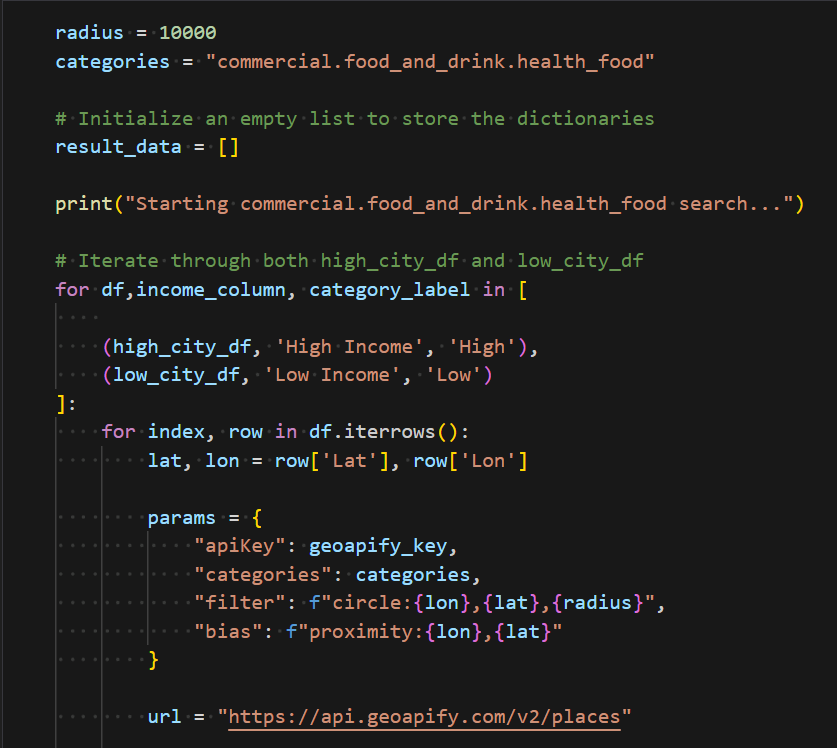 radius = 10000
categories = "commercial.food_and_drink.health_food"
# Initialize an empty list to store the dictionaries
result_data = []
print("Starting commercial.food_and_drink.health_food search...")
# Iterate through both high_city_df and low_city_df
for df,income_column, category_label in [
(high_city_df, 'High Income', 'High'),
(low_city_df, 'Low Income', 'Low')
]:
for index, row in df.iterrows():
lat, lon = row['Lat'], row['Lon']
params = {
"apiKey": geoapify_key,
"categories": categories,
"filter": f"circle:{lon},{lat},{radius}",
"bias": f"proximity:{lon},{lat}"
}
url = "https://api.geoapify.com/v2/places"